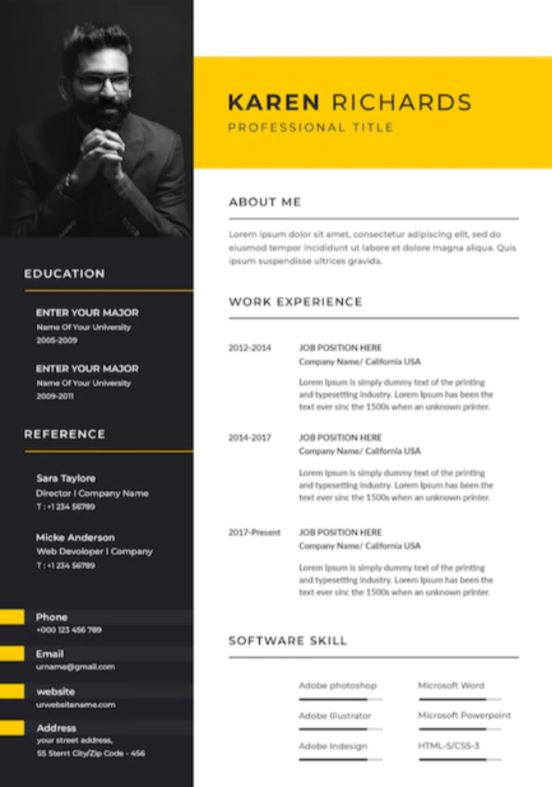 KAREN RICHARDS
PROFESSIONAL TITLE
EDUCATION
ENTER YOUR MAJOR
Name Of Your University
2005-2009
ENTER YOUR MAJOR
Name Of Your University
2009-2011
REFERENCE
Sara Taylore
Director I Company Name
T : +1 234 56789
Micke Anderson
Web Devoloper I Company
T : +1 234 56789
Phone
+000 123 456 789
Email
urname@gmail.com
website
urwebsitename.com
Address
your street address,
SS Sterrt City/Zip Code - 456
ABOUT ME
Lorem ipsum dolor sit amet, consectetur adipiscing elit, sed do
eiusmod tempor incididunt ut labore et dolore magna aliqua. Quis
ipsum suspendisse ultrices gravida.
WORK EXPERIENCE
2012-2014
JOB POSITION HERE
Company Name/ California USA
Lorem Ipsum is simply dummy text of the printing
and typesetting industry. Lorem Ipsum has been the
text ever sinc the 1500s when an unknown printer.
2014-2017
JOB POSITION HERE
Company Name/ California USA
Lorem Ipsum is simply dummy text of the printing
and typesetting industry. Lorem Ipsum has been the
text ever sinc the 1500s when an unknown printer.
2017-Present
JOB POSITION HERE
Company Name/ California USA
Lorem Ipsum is simply dummy text of the printing
and typesetting industry. Lorem Ipsum has been the
text ever sinc the 1500s when an unknown printer.
SOFTWARE SKILL
Adobe photoshop
Microsoft Word
Adobe Illustrator
Microsoft Powerpoint
Adobe Indesign
HTML-5/CSS-3